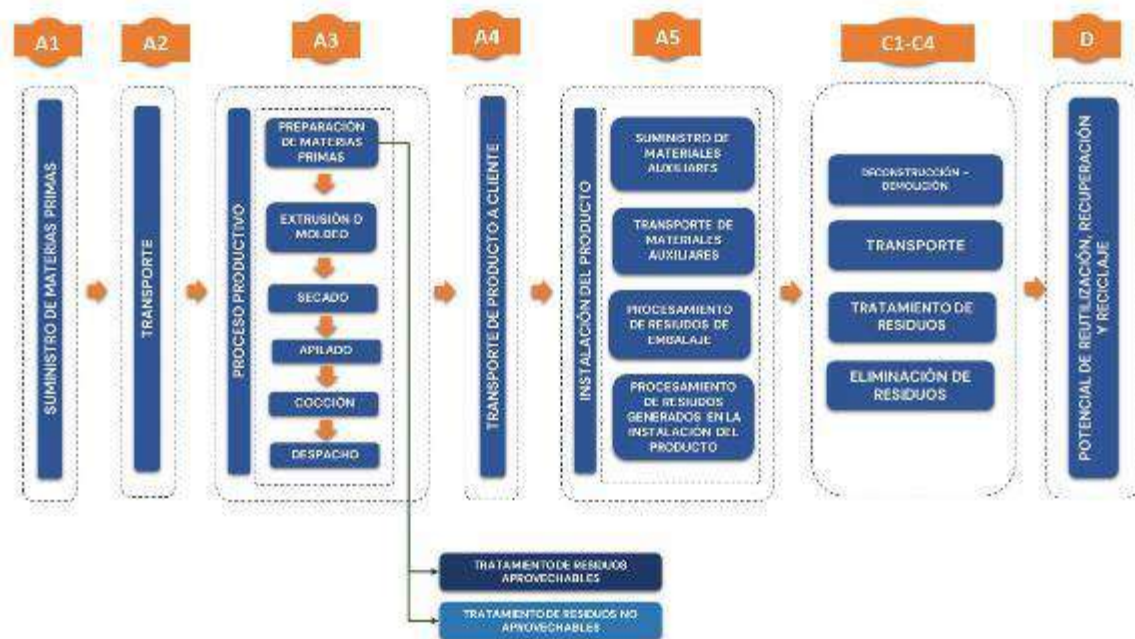 A1
A2
A3
A4
A5
C1-C4
D
SUMINISTRO DE MATERIAS PRIMAS
TRANSPORTE
PROCESO PRODUCTIVO
PREPARACIÓN
DE MATERIAS
PRIMAS
EXTRUSIÓN O
MOLDEO
SECADO
APILADO
COCCIÓN
DESPACHO
TRANSPORTE DE PRODUCTO A CLIENTE
INSTALACIÓN DEL PRODUCTO
SUMINISTRO DE
MATERIALES
AUXILIARES
TRANSPORTE DE
MATERIALES
AUXILIARES
PROCESAMIENTO
DE RESIDUOS DE
EMBALAJE
PROCESAMIENTO
DE RESIDUOS
GENERADOS EN LA
INSTALACIÓN DEL
PRODUCTO
DECONSTRUCCIÓN –
DEMOLICIÓN
TRANSPORTE
TRATAMIENTO DE
RESIDUOS
ELIMINACIÓN DE
RESIDUOS
POTENCIAL DE REUTILIZACIÓN, RECUPERACIÓN
Y RECICLAJE
TRATAMIENTO DE RESIDUOS
APROVECHABLES
TRATAMIENTO DE RESIDUOS NO
APROVECHABLES